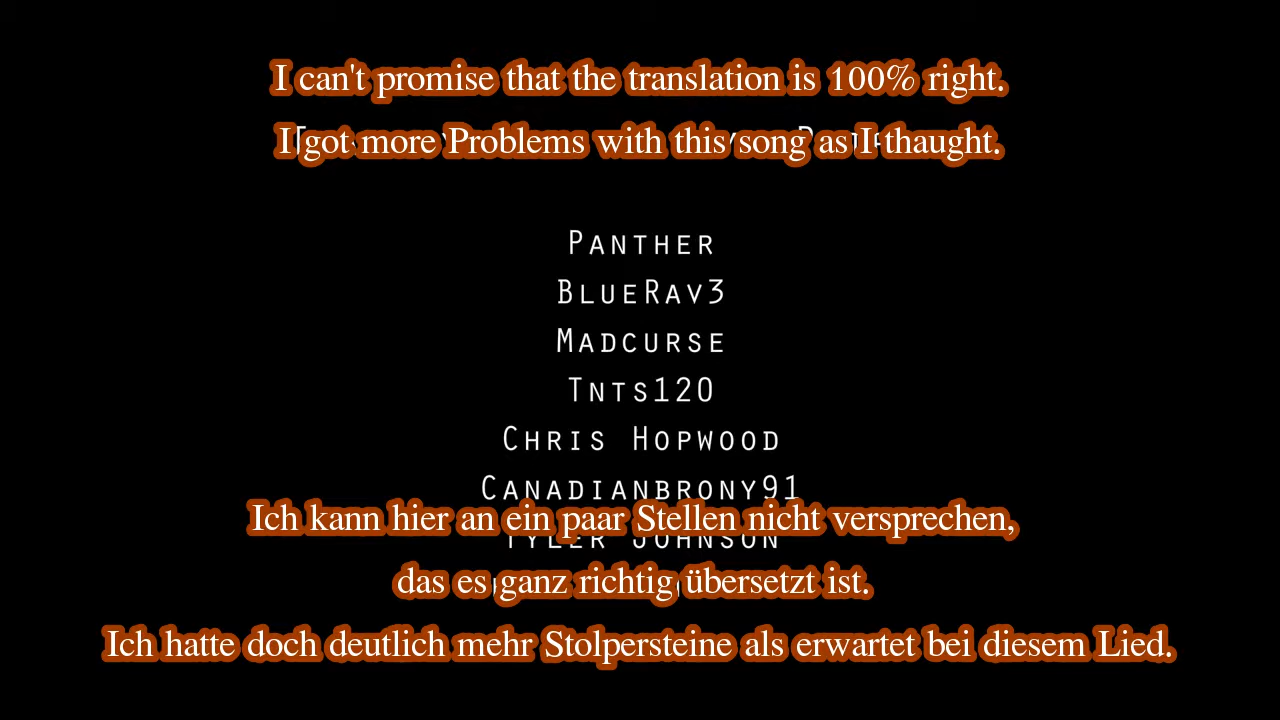 I can't promise that the translation is 100% right.
I got more Problems with this song as I thaught.
Panther
BlueRav3
Madcurse
Tnts120
Chris Hopwood
Canadianbrony91
Ich kann hier an ein paar Stellen nicht versprechen,
Tyler Johnson
das es ganz richtig übersetzt ist.
Ich hatte doch deutlich mehr Stolpersteine als erwartet bei diesem Lied.